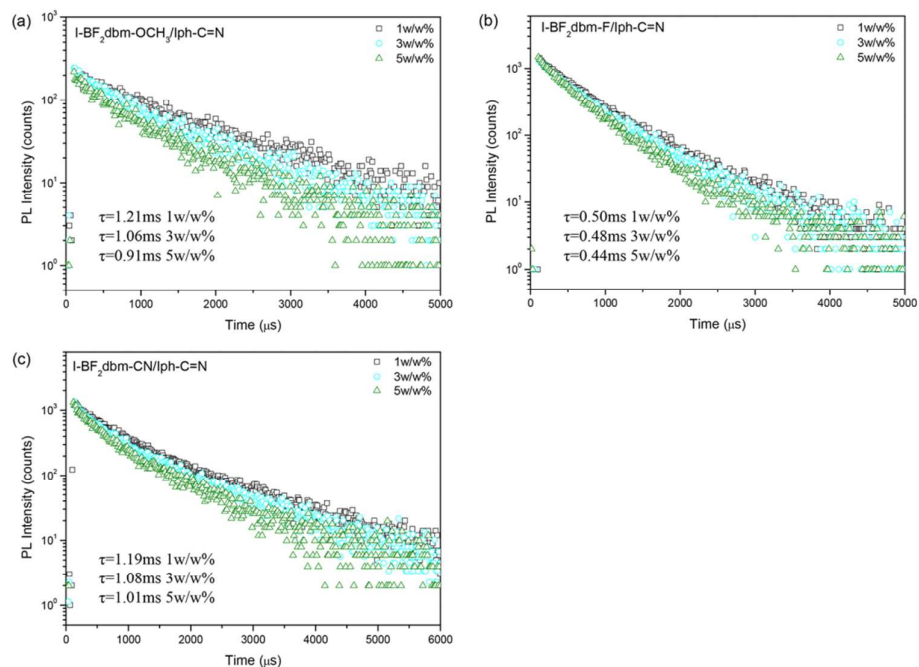 (a)
I-BF₂dbm-OCH₃/Iph-C=N
1w/w%
3w/w%
5w/w%
10³
10²
10¹
10⁰
PL Intensity (counts)
τ=1.21ms 1w/w%
τ=1.06ms 3w/w%
τ=0.91ms 5w/w%
0 1000 2000 3000 4000 5000
Time (μs)
(b)
I-BF₂dbm-F/Iph-C=N
1w/w%
3w/w%
5w/w%
10³
10²
10¹
10⁰
PL Intensity (counts)
τ=0.50ms 1w/w%
τ=0.48ms 3w/w%
τ=0.44ms 5w/w%
0 1000 2000 3000 4000 5000
Time (μs)
(c)
I-BF₂dbm-CN/Iph-C=N
1w/w%
3w/w%
5w/w%
10³
10²
10¹
10⁰
PL Intensity (counts)
τ=1.19ms 1w/w%
τ=1.08ms 3w/w%
τ=1.01ms 5w/w%
0 1000 2000 3000 4000 5000 6000
Time (μs)